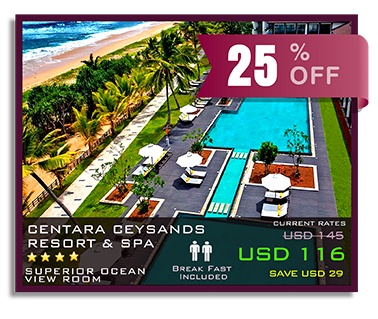 25 % OFF
CENTARA CEYSANDS
RESORT & SPA
SUPERIOR OCEAN
VIEW ROOM
BREAK FAST
INCLUDED
CURRENT RATES
USD 145
USD 116
SAVE USD 29